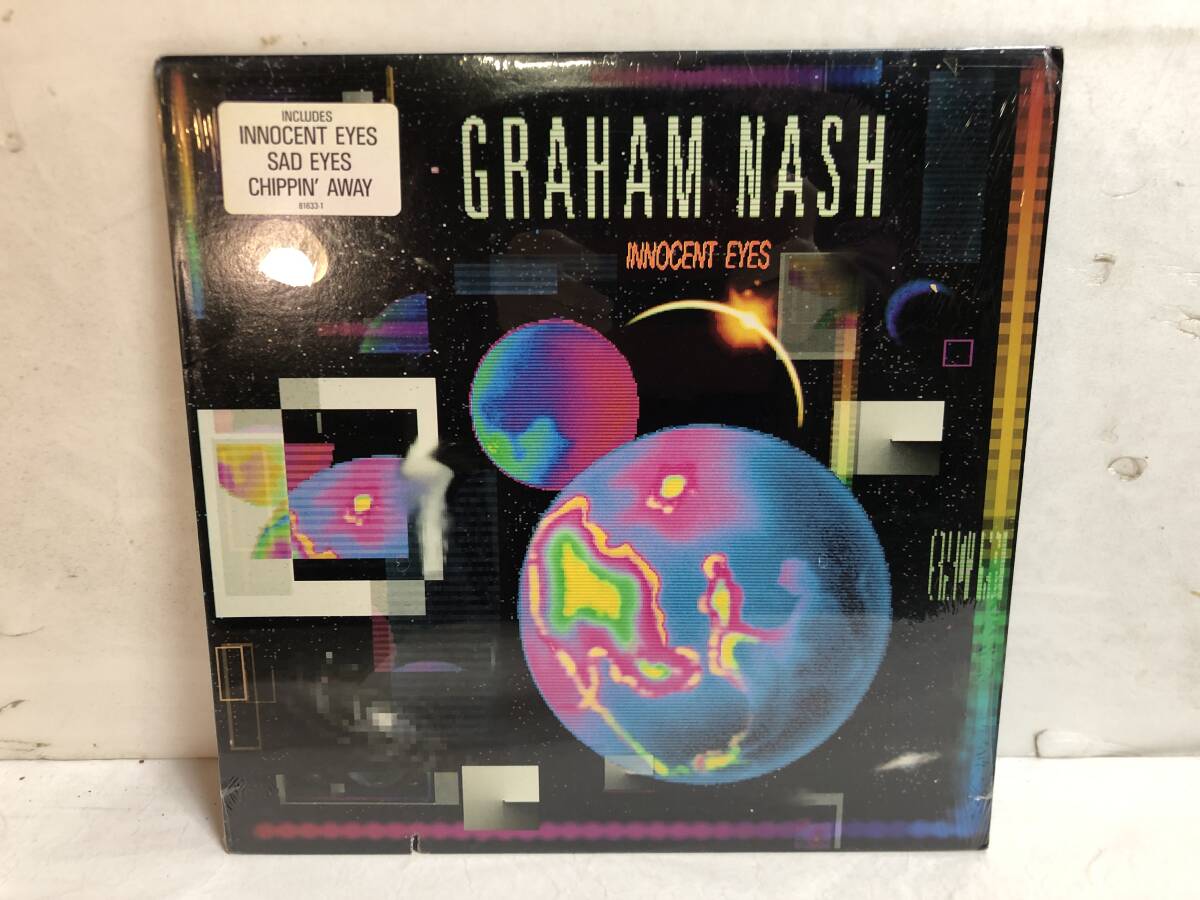 INCLUDES
INNOCENT EYES
SAD EYES
CHIPPIN' AWAY
81633-1
GRAHAM NASH
INNOCENT EYES